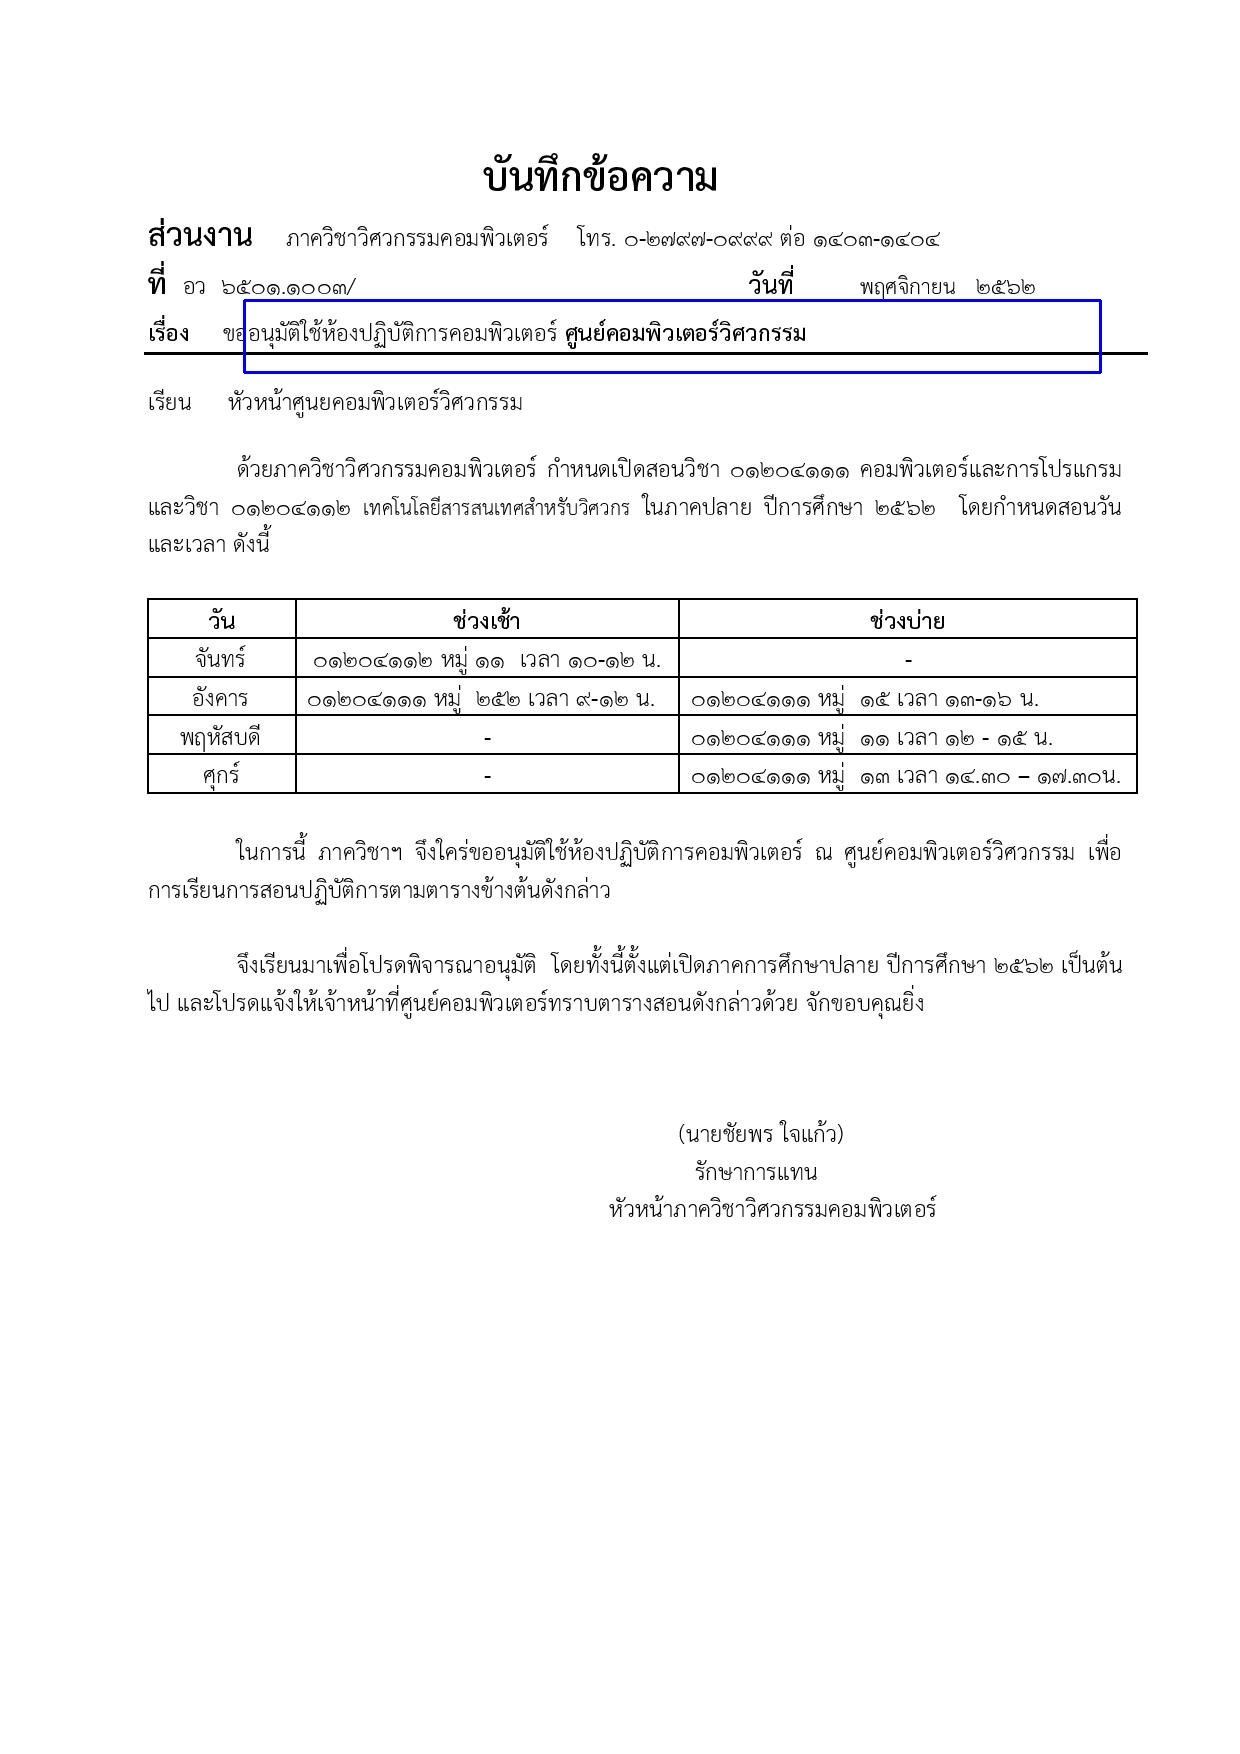 บันทึกข้อความ
ส่วนงาน ภาควิชาวิศวกรรมคอมพิวเตอร์ โทร. ๐-๒๗๙๗-๐๙๙๙ ต่อ ๑๔๐๓-๑๔๐๔
ที่ อว ๖๕๐๑.๑๐๐๓/ วันที่ พฤศจิกายน ๒๕๖๒
เรื่อง ขออนุมัติใช้ห้องปฏิบัติการคอมพิวเตอร์ ศูนย์คอมพิวเตอร์วิศวกรรม
เรียน หัวหน้าศูนยคอมพิวเตอร์วิศวกรรม
ด้วยภาควิชาวิศวกรรมคอมพิวเตอร์ กำหนดเปิดสอนวิชา ๐๑๒๐๔๑๑๑ คอมพิวเตอร์และการโปรแกรม
และวิชา ๐๑๒๐๔๑๑๒ เทคโนโลยีสารสนเทศสำหรับวิศวกร ในภาคปลาย ปีการศึกษา ๒๕๖๒ โดยกำหนดสอนวัน
และเวลา ดังนี้
วัน ช่วงเช้า ช่วงบ่าย
จันทร์ ๐๑๒๐๔๑๑๒ หมู่ ๑๑ เวลา ๑๐-๑๒ น. -
อังคาร ๐๑๒๐๔๑๑๑ หมู่ ๒๕๒ เวลา ๙-๑๒ น. ๐๑๒๐๔๑๑๑ หมู่ ๑๕ เวลา ๑๓-๑๖ น.
พฤหัสบดี - ๐๑๒๐๔๑๑๑ หมู่ ๑๑ เวลา ๑๒ - ๑๕ น.
ศุกร์ - ๐๑๒๐๔๑๑๑ หมู่ ๑๓ เวลา ๑๔.๓๐ – ๑๗.๓๐น.
ในการนี้ ภาควิชาฯ จึงใคร่ขออนุมัติใช้ห้องปฏิบัติการคอมพิวเตอร์ ณ ศูนย์คอมพิวเตอร์วิศวกรรม เพื่อ
การเรียนการสอนปฏิบัติการตามตารางข้างต้นดังกล่าว
จึงเรียนมาเพื่อโปรดพิจารณาอนุมัติ โดยทั้งนี้ตั้งแต่เปิดภาคการศึกษาปลาย ปีการศึกษา ๒๕๖๒ เป็นต้น
ไป และโปรดแจ้งให้เจ้าหน้าที่ศูนย์คอมพิวเตอร์ทราบตารางสอนดังกล่าวด้วย จักขอบคุณยิ่ง
(นายชัยพร ใจแก้ว)
รักษาการแทน
หัวหน้าภาควิชาวิศวกรรมคอมพิวเตอร์